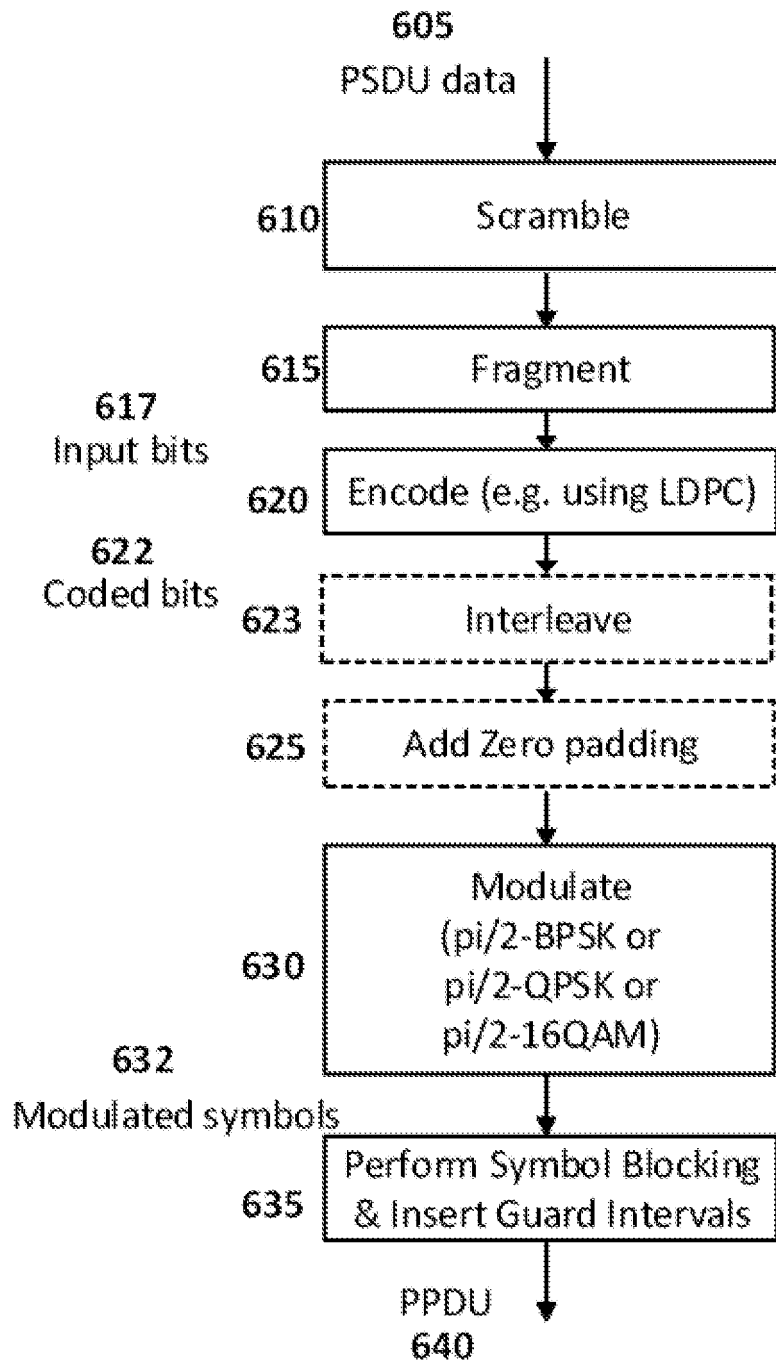 605
PSDU data
610
Scramble
615
Fragment
617
Input bits
620
Encode (e.g. using LDPC)
622
Coded bits
623
Interleave
625
Add Zero padding
630
Modulate
(pi/2-BPSK or
pi/2-QPSK or
pi/2-16QAM)
632
Modulated symbols
635
Perform Symbol Blocking
& Insert Guard Intervals
PPDU
640